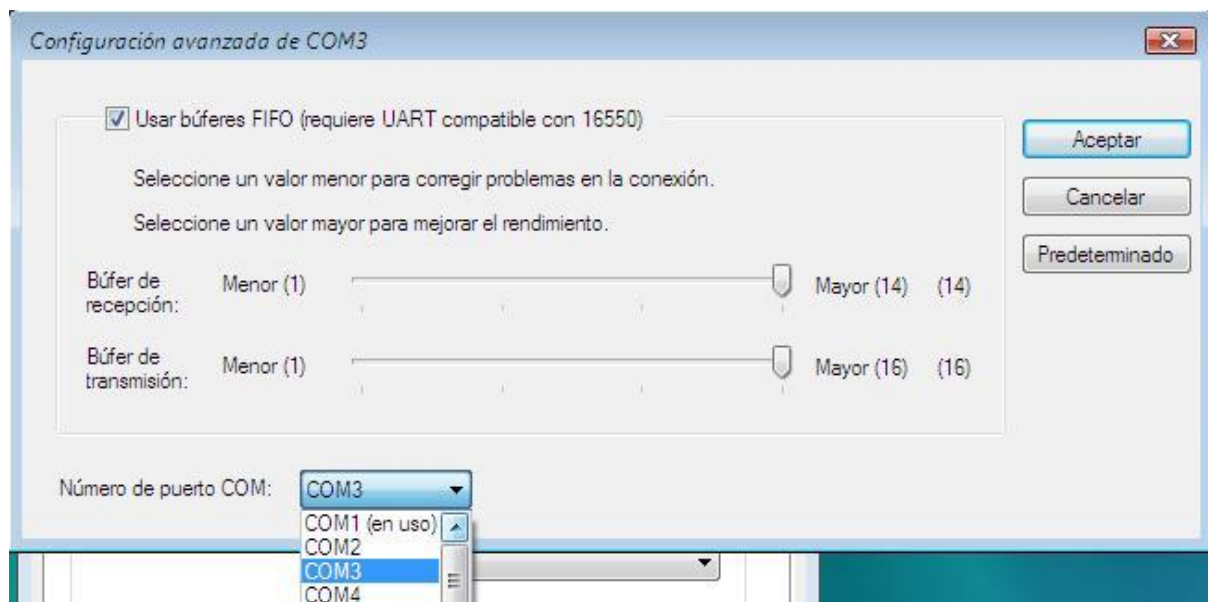 Configuración avanzada de COM3
Usar búferes FIFO (requiere UART compatible con 16550)
Aceptar
Seleccione un valor menor para corregir problemas en la conexión.
Cancelar
Seleccione un valor mayor para mejorar el rendimiento.
Predeterminado
Búfer de recepción: Menor (1) Mayor (14) (14)
Búfer de transmisión: Menor (1) Mayor (16) (16)
Número de puerto COM: COM3
COM1 (en uso)
COM2
COM3
COM4